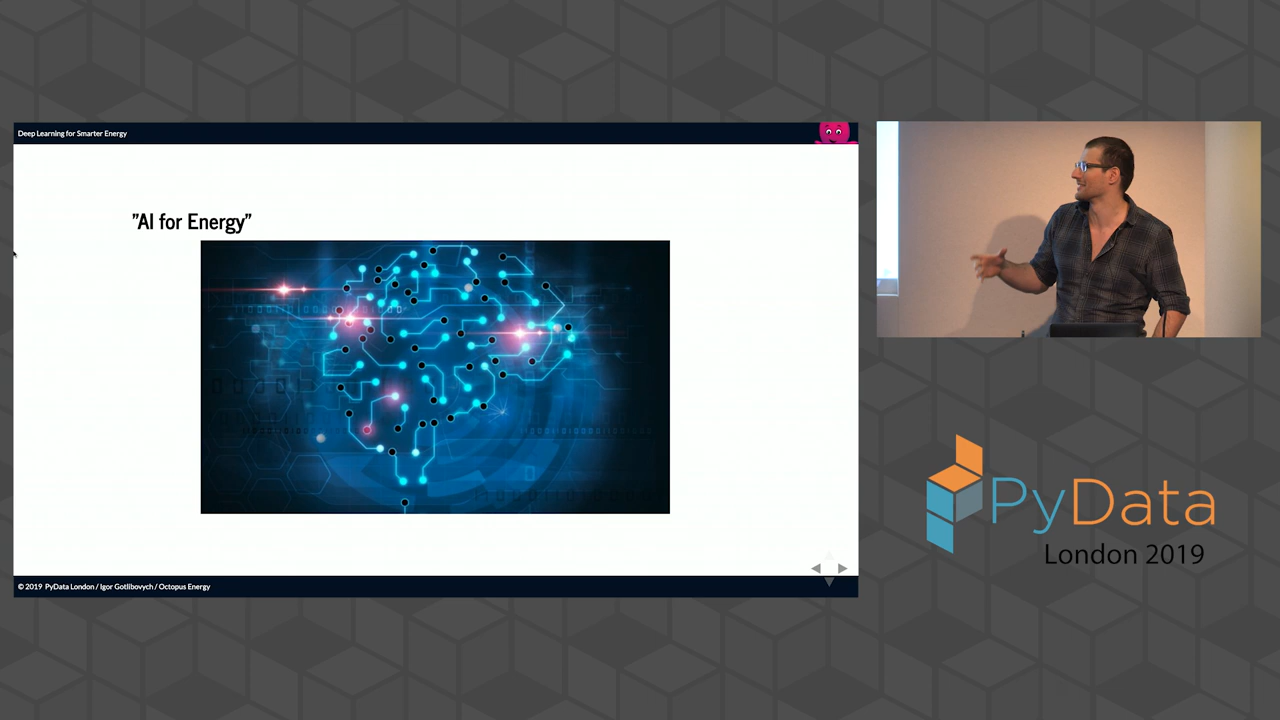 Deep Learning for Smarter Energy
"AI for Energy"
© 2019 PyData London / Igor Gotlibovych / Octopus Energy
PyData
London 2019